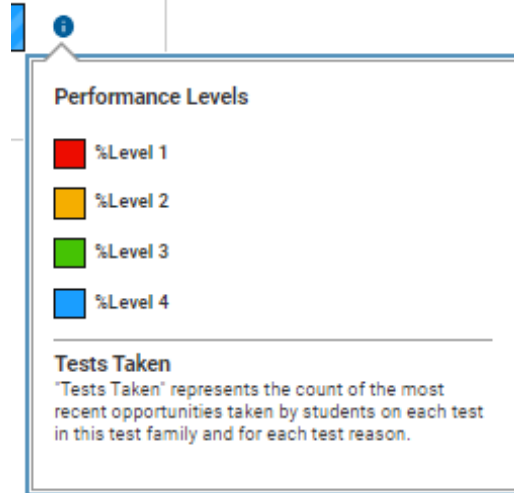 Performance Levels
%Level 1
%Level 2
%Level 3
%Level 4
Tests Taken
"Tests Taken" represents the count of the most
recent opportunities taken by students on each test
in this test family and for each test reason.